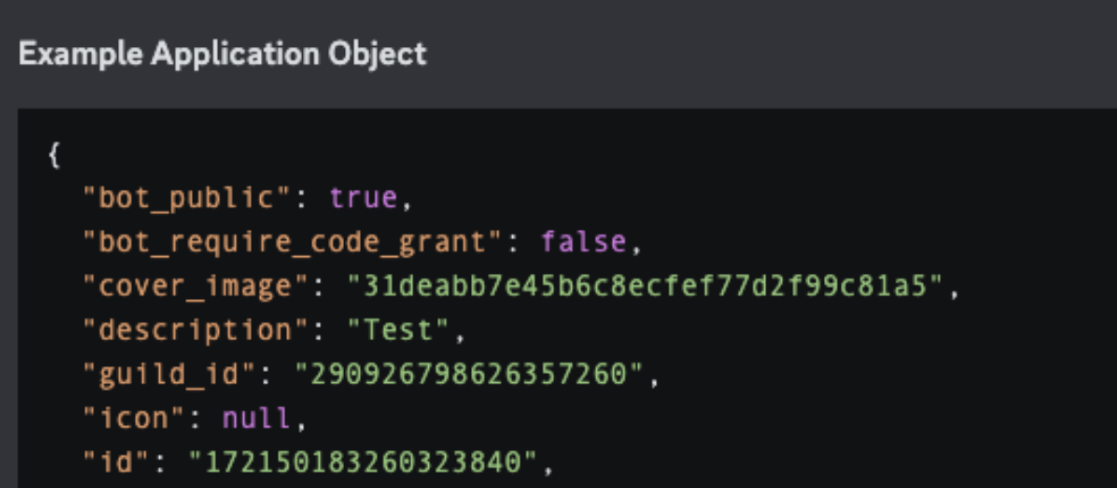 Example Application Object
{
"bot_public": true,
"bot_require_code_grant": false,
"cover_image": "31deabb7e45b6c8ecfef77d2f99c81a5",
"description": "Test",
"guild_id": "290926798626357260",
"icon": null,
"id": "172150183260323840",